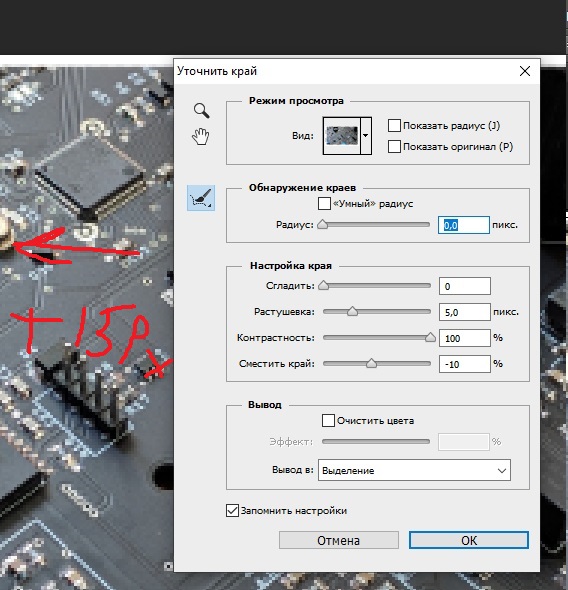 Уточнить край
Режим просмотра
Вид:
Показать радиус (J)
Показать оригинал (P)
Обнаружение краев
«Умный» радиус
Радиус: 0,0 пикс.
Настройка края
Сгладить: 0
Растушевка: 5,0 пикс.
Контрастность: 100 %
Сместить край: -10 %
Вывод
Очистить цвета
Эффект: %
Вывод в: Выделение
Запомнить настройки
Отмена OK
+15px